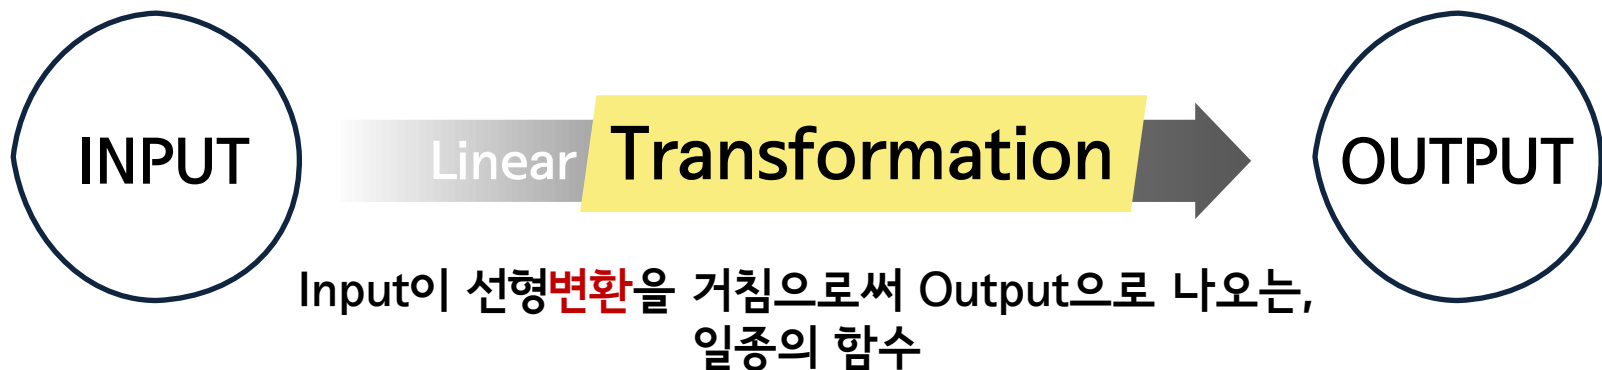 INPUT
Linear Transformation
OUTPUT
Input이 선형변환을 거침으로써 Output으로 나오는,
일종의 함수